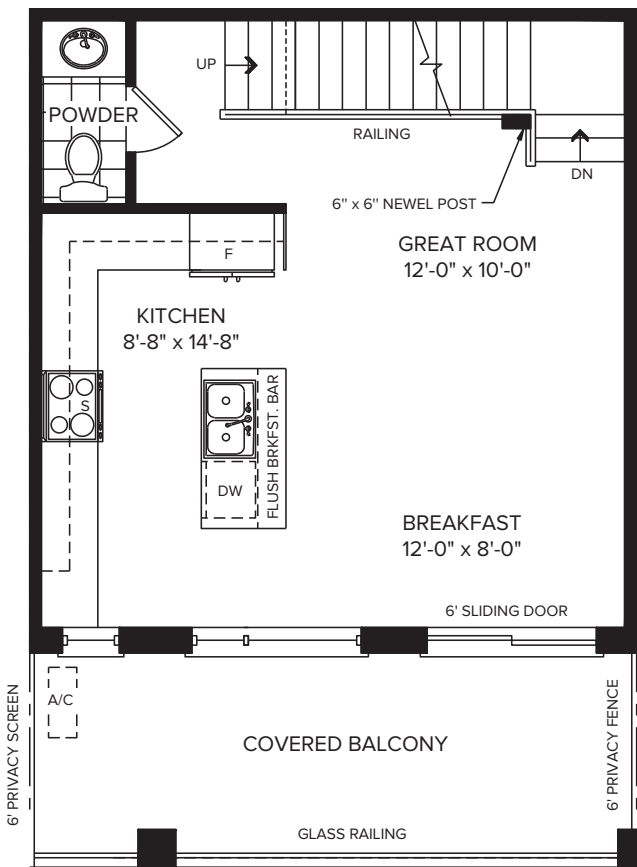 UP
POWDER
RAILING
DN
6" x 6" NEWEL POST
GREAT ROOM
12'-0" x 10'-0"
F
KITCHEN
8'-8" x 14'-8"
S
FLUSH BRKFST. BAR
DW
BREAKFAST
12'-0" x 8'-0"
6' SLIDING DOOR
A/C
6' PRIVACY SCREEN
COVERED BALCONY
6' PRIVACY FENCE
GLASS RAILING